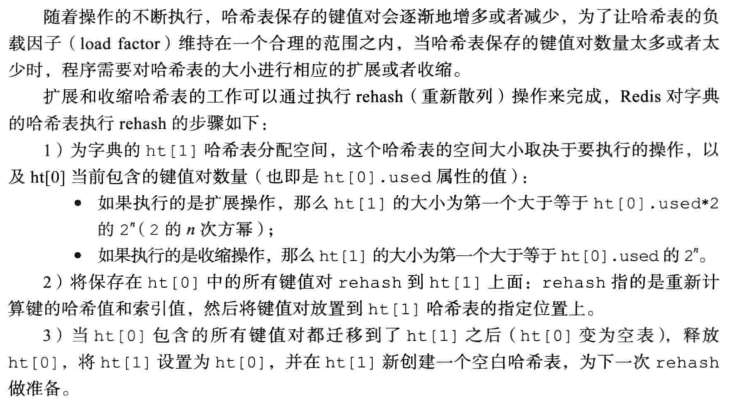 随着操作的不断执行，哈希表保存的键值对会逐渐地增多或者减少，为了让哈希表的负
载因子（load factor）维持在一个合理的范围之内，当哈希表保存的键值对数量太多或者太
少时，程序需要对哈希表的大小进行相应的扩展或者收缩。
扩展和收缩哈希表的工作可以通过执行 rehash（重新散列）操作来完成，Redis 对字典
的哈希表执行 rehash 的步骤如下：
1）为字典的 ht[1] 哈希表分配空间，这个哈希表的空间大小取决于要执行的操作，以
及 ht[0] 当前包含的键值对数量（也即是 ht[0].used 属性的值）：
• 如果执行的是扩展操作，那么 ht[1] 的大小为第一个大于等于 ht[0].used*2
的 2ⁿ（2 的 n 次方幂）；
• 如果执行的是收缩操作，那么 ht[1] 的大小为第一个大于等于 ht[0].used 的 2ⁿ。
2）将保存在 ht[0] 中的所有键值对 rehash 到 ht[1] 上面：rehash 指的是重新计
算键的哈希值和索引值，然后将键值对放置到 ht[1] 哈希表的指定位置上。
3）当 ht[0] 包含的所有键值对都迁移到了 ht[1] 之后（ht[0] 变为空表），释放
ht[0]，将 ht[1] 设置为 ht[0]，并在 ht[1] 新创建一个空白哈希表，为下一次 rehash
做准备。